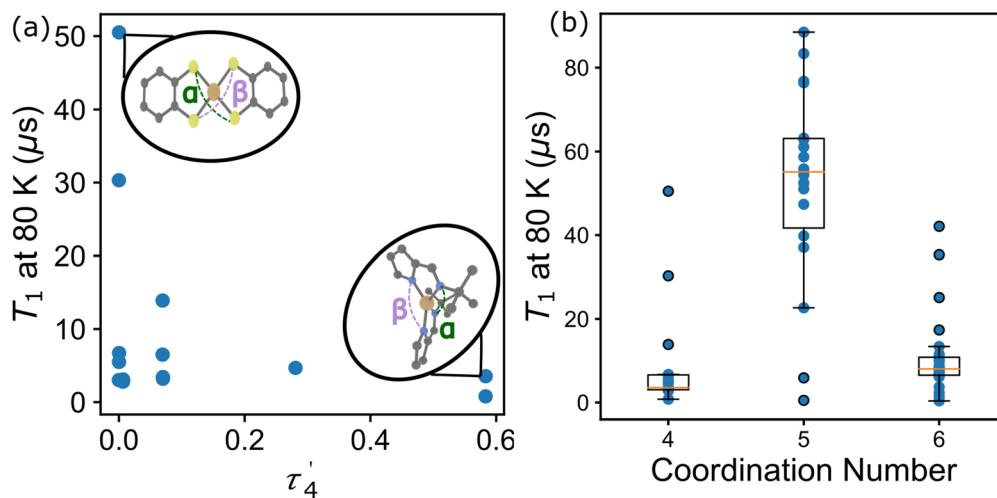 (a)
T₁ at 80 K (μs)
50
40
30
20
10
0
0.0
0.2
0.4
0.6
τ₄'
α
β
β
α
(b)
T₁ at 80 K (μs)
80
60
40
20
0
4
5
6
Coordination Number